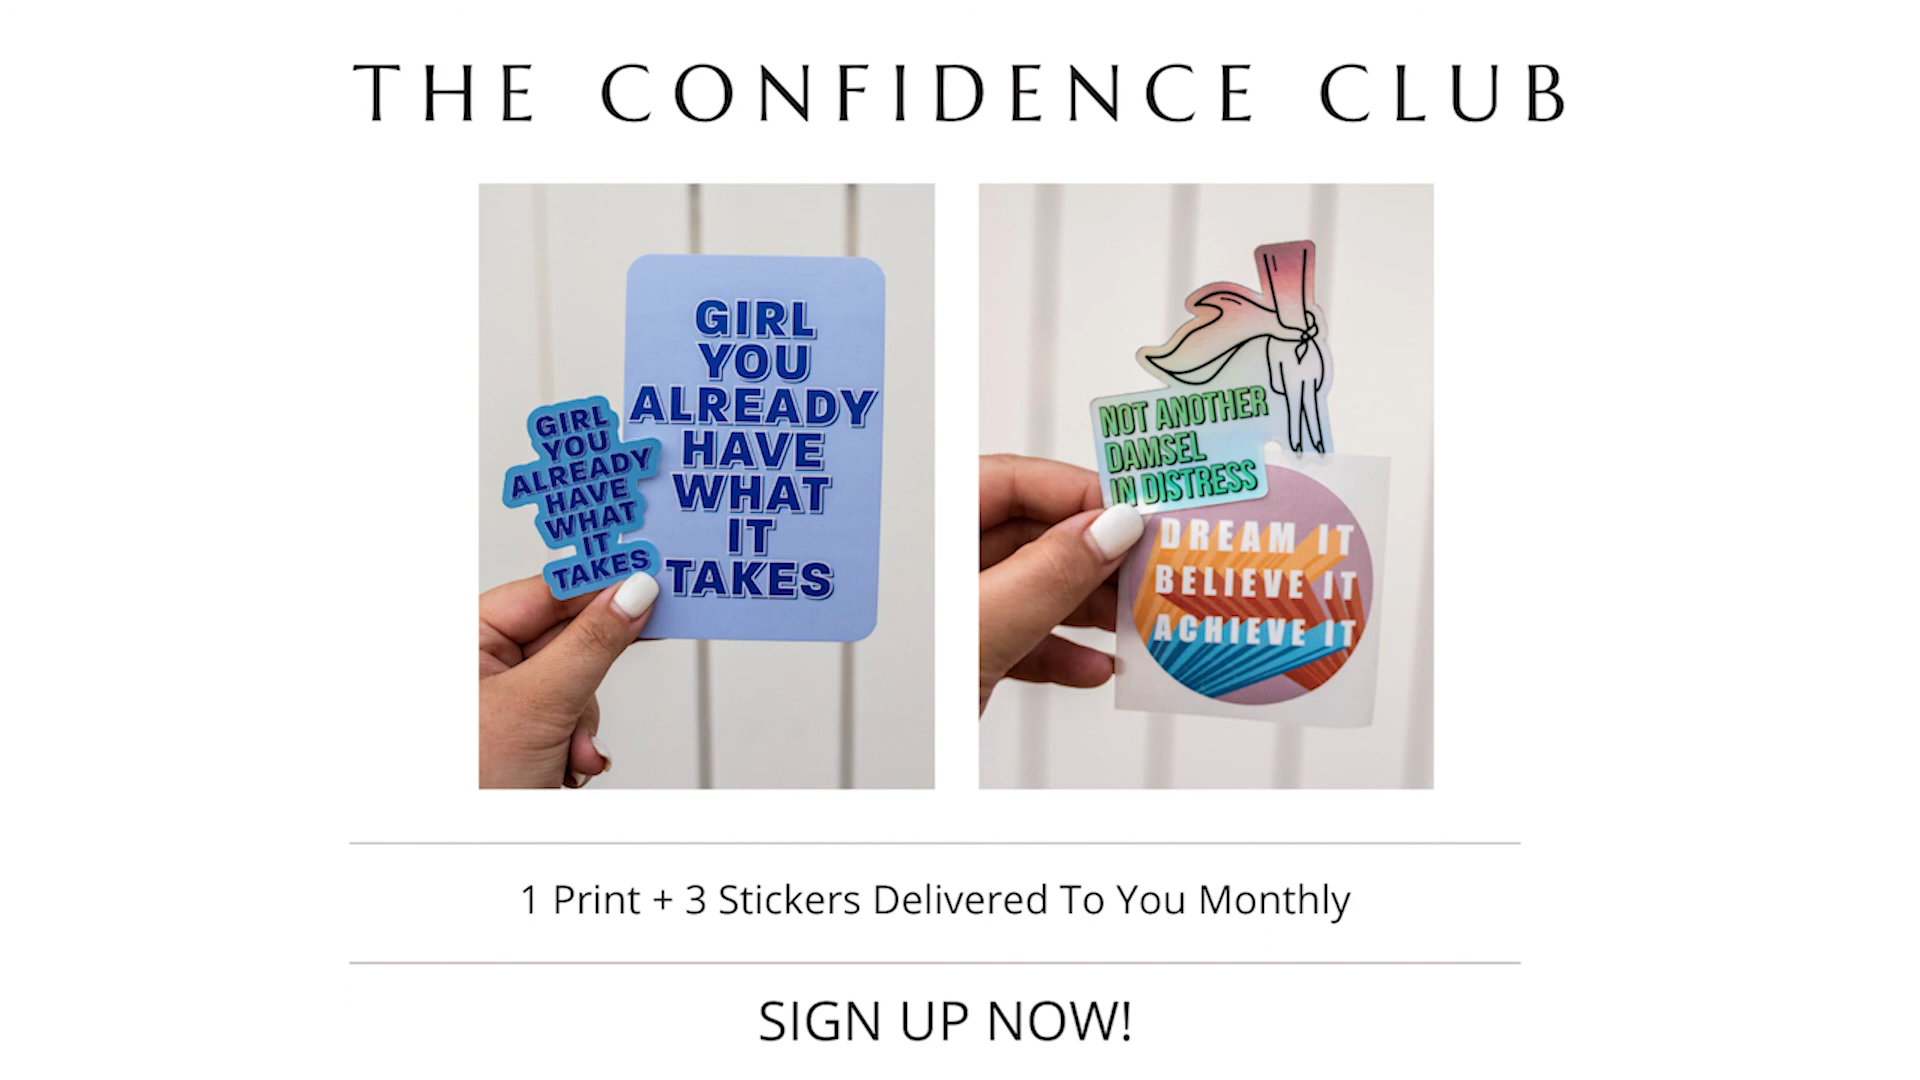 THE CONFIDENCE CLUB
GIRL
YOU
ALREADY
HAVE
WHAT
IT
TAKES
GIRL
YOU
ALREADY
HAVE
WHAT
IT
TAKES
NOT ANOTHER
DAMSEL
IN DISTRESS
DREAM IT
BELIEVE IT
ACHIEVE IT
1 Print + 3 Stickers Delivered To You Monthly
SIGN UP NOW!